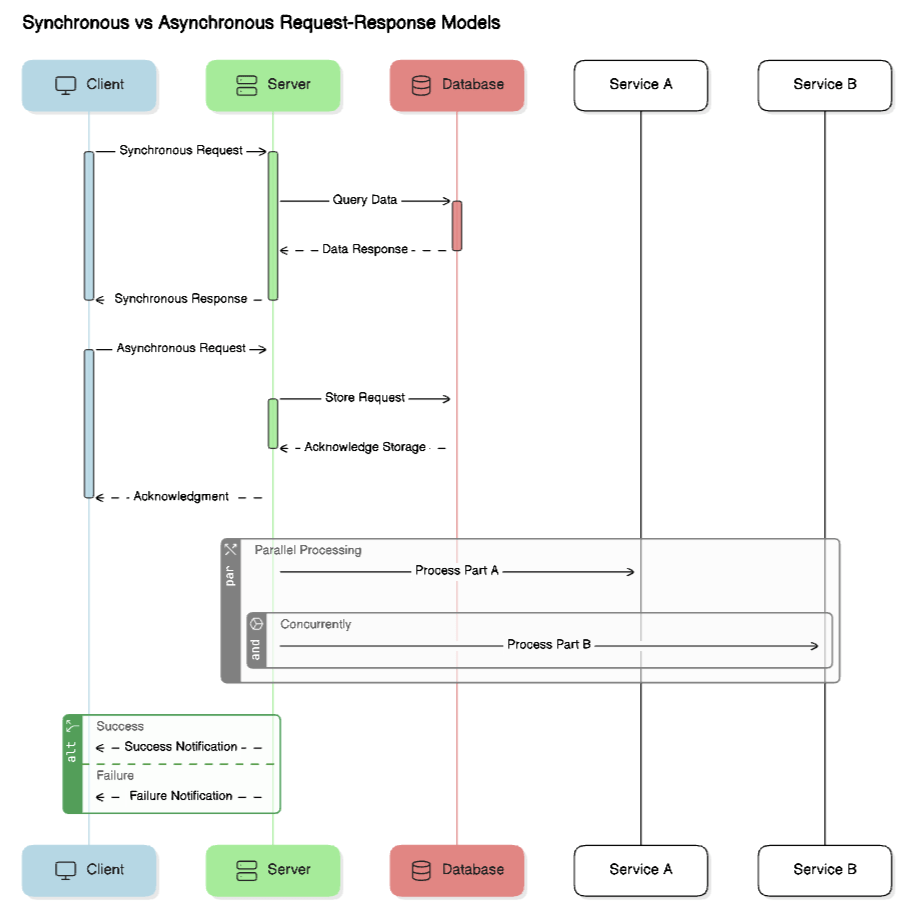 Synchronous vs Asynchronous Request-Response Models
Client
Server
Database
Service A
Service B
Synchronous Request
Query Data
Data Response
Synchronous Response
Asynchronous Request
Store Request
Acknowledge Storage
Acknowledgment
par
Parallel Processing
Process Part A
and
Concurrently
Process Part B
alt
Success
Success Notification
Failure
Failure Notification
Client
Server
Database
Service A
Service B